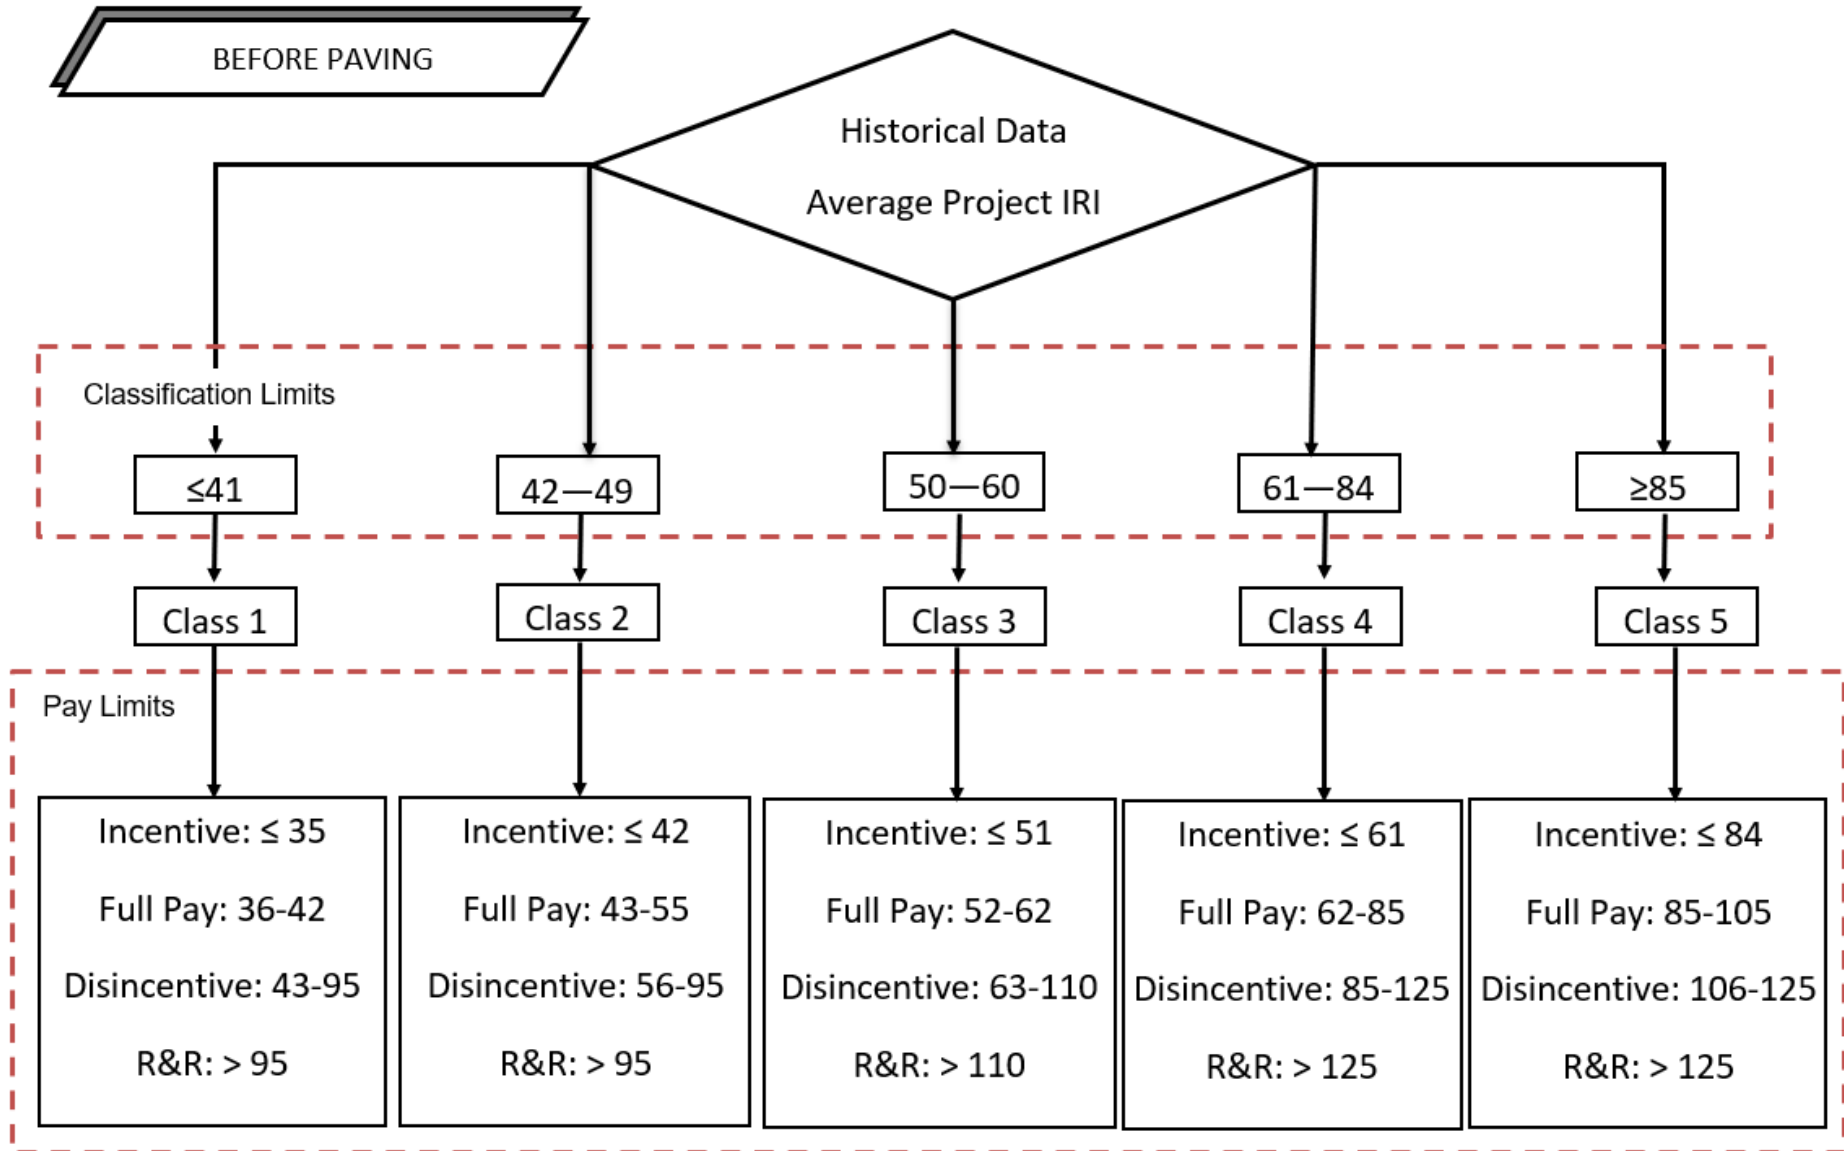 BEFORE PAVING
Historical Data
Average Project IRI
Classification Limits
≤41
42—49
50—60
61—84
≥85
Class 1
Class 2
Class 3
Class 4
Class 5
Pay Limits
Incentive: ≤ 35
Full Pay: 36-42
Disincentive: 43-95
R&R: > 95
Incentive: ≤ 42
Full Pay: 43-55
Disincentive: 56-95
R&R: > 95
Incentive: ≤ 51
Full Pay: 52-62
Disincentive: 63-110
R&R: > 110
Incentive: ≤ 61
Full Pay: 62-85
Disincentive: 85-125
R&R: > 125
Incentive: ≤ 84
Full Pay: 85-105
Disincentive: 106-125
R&R: > 125